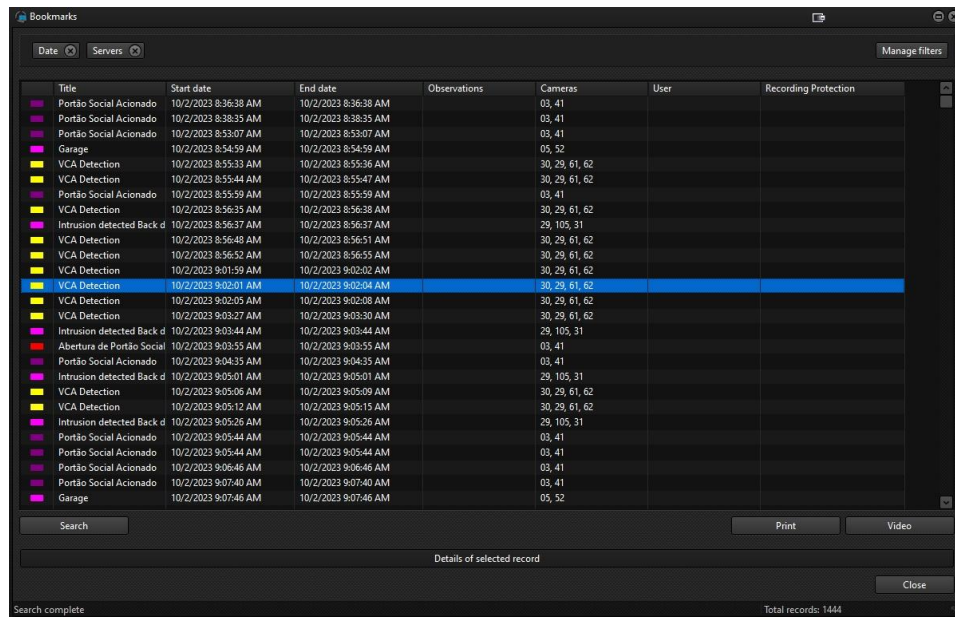 Bookmarks
Date Servers Manage filters
Title Start date End date Observations Cameras User Recording Protection
Portão Social Acionado 10/2/2023 8:36:38 AM 10/2/2023 8:36:38 AM 03, 41
Portão Social Acionado 10/2/2023 8:38:35 AM 10/2/2023 8:38:35 AM 03, 41
Portão Social Acionado 10/2/2023 8:53:07 AM 10/2/2023 8:53:07 AM 03, 41
Garage 10/2/2023 8:54:59 AM 10/2/2023 8:54:59 AM 05, 52
VCA Detection 10/2/2023 8:55:33 AM 10/2/2023 8:55:36 AM 30, 29, 61, 62
VCA Detection 10/2/2023 8:55:44 AM 10/2/2023 8:55:47 AM 30, 29, 61, 62
Portão Social Acionado 10/2/2023 8:55:59 AM 10/2/2023 8:55:59 AM 03, 41
VCA Detection 10/2/2023 8:56:35 AM 10/2/2023 8:56:38 AM 30, 29, 61, 62
Intrusion detected Back d 10/2/2023 8:56:37 AM 10/2/2023 8:56:37 AM 29, 105, 31
VCA Detection 10/2/2023 8:56:48 AM 10/2/2023 8:56:51 AM 30, 29, 61, 62
VCA Detection 10/2/2023 8:56:52 AM 10/2/2023 8:56:55 AM 30, 29, 61, 62
VCA Detection 10/2/2023 9:01:59 AM 10/2/2023 9:02:02 AM 30, 29, 61, 62
VCA Detection 10/2/2023 9:02:01 AM 10/2/2023 9:02:04 AM 30, 29, 61, 62
VCA Detection 10/2/2023 9:02:05 AM 10/2/2023 9:02:08 AM 30, 29, 61, 62
VCA Detection 10/2/2023 9:03:27 AM 10/2/2023 9:03:30 AM 30, 29, 61, 62
Intrusion detected Back d 10/2/2023 9:03:44 AM 10/2/2023 9:03:44 AM 29, 105, 31
Abertura de Portão Social 10/2/2023 9:03:55 AM 10/2/2023 9:03:55 AM 03, 41
Portão Social Acionado 10/2/2023 9:04:35 AM 10/2/2023 9:04:35 AM 03, 41
Intrusion detected Back d 10/2/2023 9:05:01 AM 10/2/2023 9:05:01 AM 29, 105, 31
VCA Detection 10/2/2023 9:05:06 AM 10/2/2023 9:05:09 AM 30, 29, 61, 62
VCA Detection 10/2/2023 9:05:12 AM 10/2/2023 9:05:15 AM 30, 29, 61, 62
Intrusion detected Back d 10/2/2023 9:05:26 AM 10/2/2023 9:05:26 AM 29, 105, 31
Portão Social Acionado 10/2/2023 9:05:44 AM 10/2/2023 9:05:44 AM 03, 41
Portão Social Acionado 10/2/2023 9:05:44 AM 10/2/2023 9:05:44 AM 03, 41
Portão Social Acionado 10/2/2023 9:06:46 AM 10/2/2023 9:06:46 AM 03, 41
Portão Social Acionado 10/2/2023 9:07:40 AM 10/2/2023 9:07:40 AM 03, 41
Garage 10/2/2023 9:07:46 AM 10/2/2023 9:07:46 AM 05, 52
Search Print Video
Details of selected record
Close
Search complete Total records: 1444